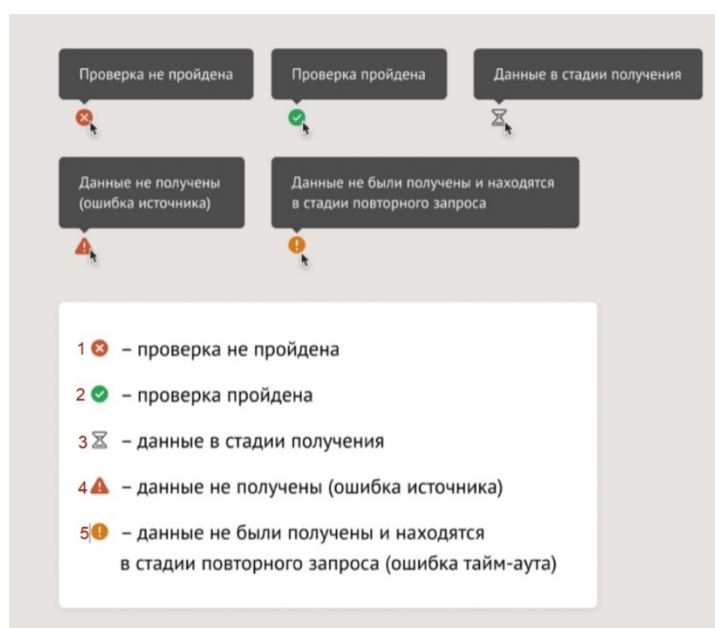 Проверка не пройдена
Проверка пройдена
Данные в стадии получения
Данные не получены
(ошибка источника)
Данные не были получены и находятся
в стадии повторного запроса
1 – проверка не пройдена
2 – проверка пройдена
3 – данные в стадии получения
4 – данные не получены (ошибка источника)
5 – данные не были получены и находятся
в стадии повторного запроса (ошибка тайм-аута)